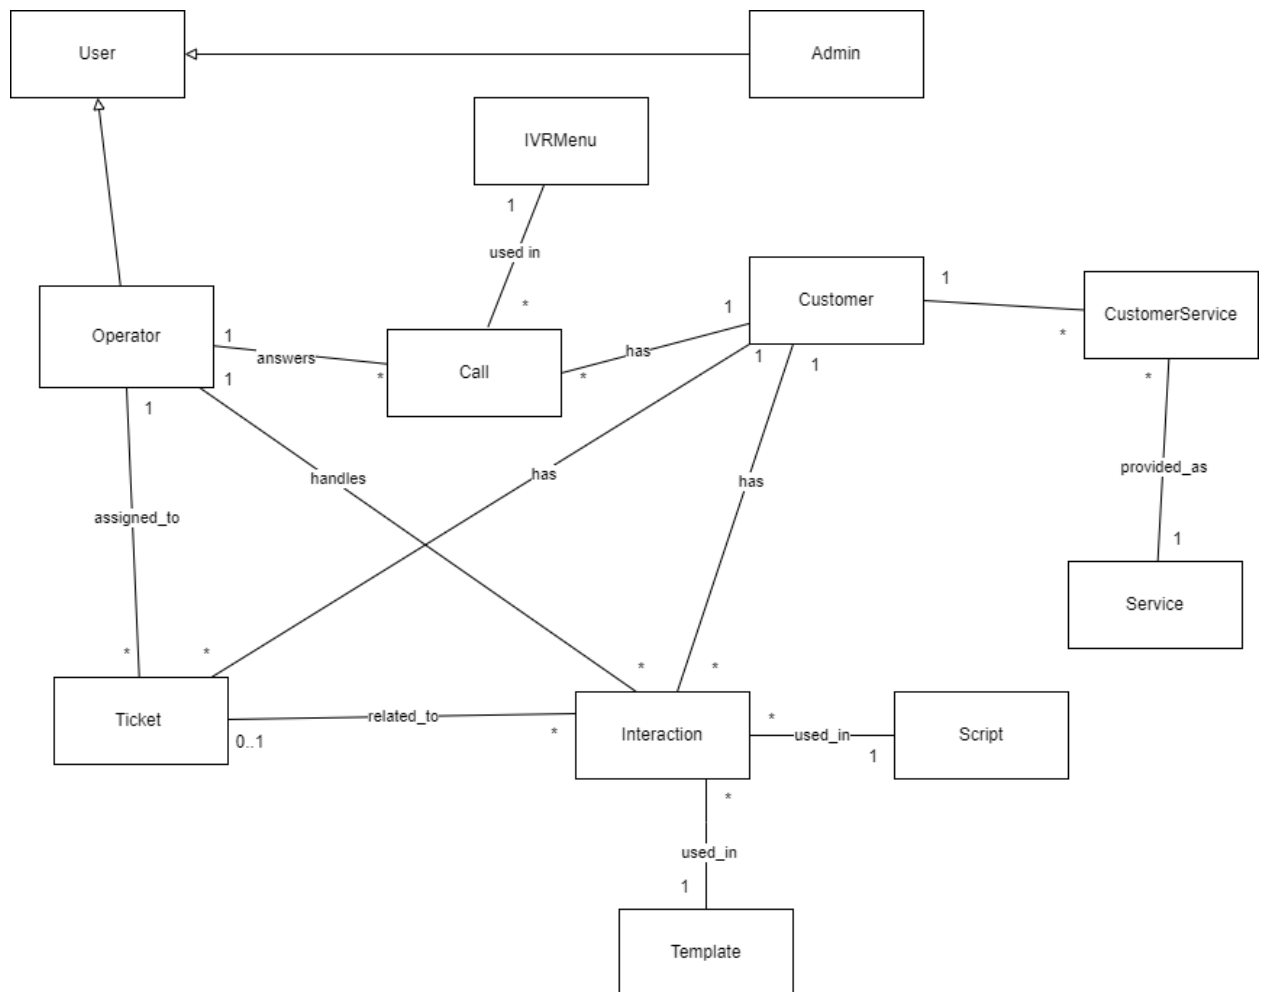 User
Admin
IVRMenu
1
used in
*
Customer
1
CustomerService
*
1
Operator
1
answers
*
Call
*
has
1
1
1
1
*
1
handles
has
has
provided_as
assigned_to
1
Service
*
*
*
*
Ticket
0..1
related_to
*
Interaction
*
used_in
1
Script
*
used_in
1
Template